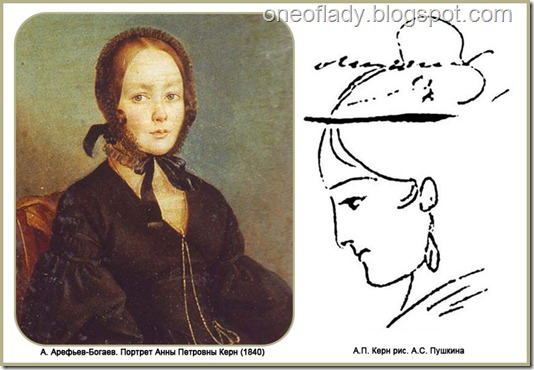 oneoflady.blogspot.com
А. Арефьев-Богаев. Портрет Анны Петровны Керн (1840)
А.П. Керн рис. А.С. Пушкина